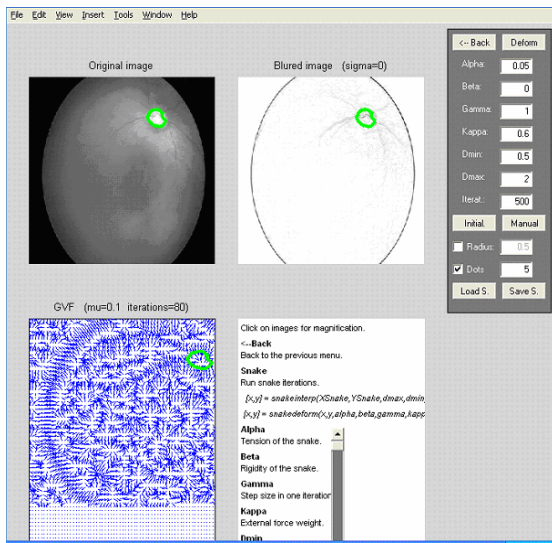 File Edit View Insert Tools Window Help
Original image
Blured image (sigma=0)
<-- Back Deform
Alpha: 0.05
Beta: 0
Gamma: 1
Kappa: 0.6
Dmin: 0.5
Dmax: 2
Iterat.: 500
Initial. Manual
Radius: 0.5
Dots 5
Load S. Save S.
GVF (mu=0.1 iterations=80)
Click on images for magnification.
<--Back
Back to the previous menu.
Snake
Run snake iterations.
[x,y] = snakeinterp(XSnake,YSnake,dmax,dmin,
[x,y] = snakedeform(x,y,alpha,beta,gamma,kapp
Alpha
Tension of the snake.
Beta
Rigidity of the snake.
Gamma
Step size in one iteration
Kappa
External force weight.
Dmin